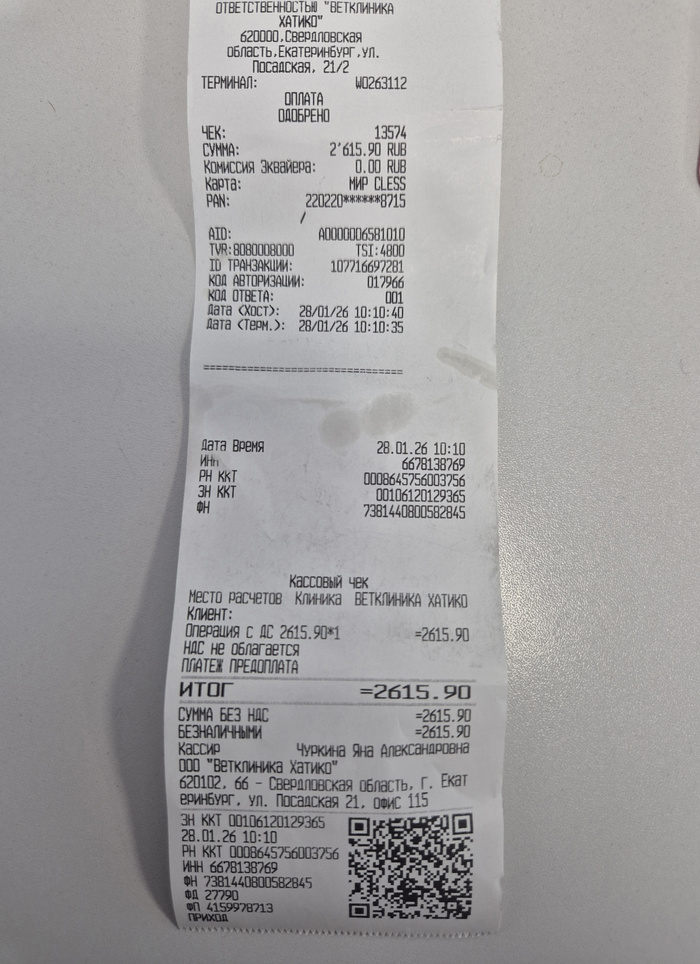 ОТВЕТСТВЕННОСТЬЮ "ВЕТКЛИНИКА
ХАТИКО"
620000,Свердловская
область,Екатеринбург,ул.
Посадская, 21/2
ТЕРМИНАЛ: W0263112
ОПЛАТА
ОДОБРЕНО
ЧЕК: 13574
СУММА: 2'615.90 RUB
Комиссия Эквайера: 0.00 RUB
Карта: МИР CLESS
PAN: 220220******8715
/
AID: A0000006581010
TVR:8080008000 TSI:4800
ID ТРАНЗАКЦИИ: 107716697281
КОД АВТОРИЗАЦИИ: 017966
КОД ОТВЕТА: 001
Дата (Хост): 28/01/26 10:10:40
Дата (Терм.): 28/01/26 10:10:35
================================
Дата Время 28.01.26 10:10
ИНН 6678138769
РН ККТ 0008645756003756
ЗН ККТ 00106120129365
ФН 7381440800582845
Кассовый чек
Место расчетов Клиника ВЕТКЛИНИКА ХАТИКО
Клиент:
Операция с ДС 2615.90*1 =2615.90
НДС не облагается
ПЛАТЕЖ ПРЕДОПЛАТА
ИТОГ =2615.90
СУММА БЕЗ НДС =2615.90
БЕЗНАЛИЧНЫМИ =2615.90
Кассир Чуркина Яна Александровна
ООО "Ветклиника Хатико"
620102, 66 - Свердловская область, г. Екат
еринбург, ул. Посадская 21, офис 115
ЗН ККТ 00106120129365
28.01.26 10:10
РН ККТ 0008645756003756
ИНН 6678138769
ФН 7381440800582845
ФД 27790
ФП 4159978713
ПРИХОД